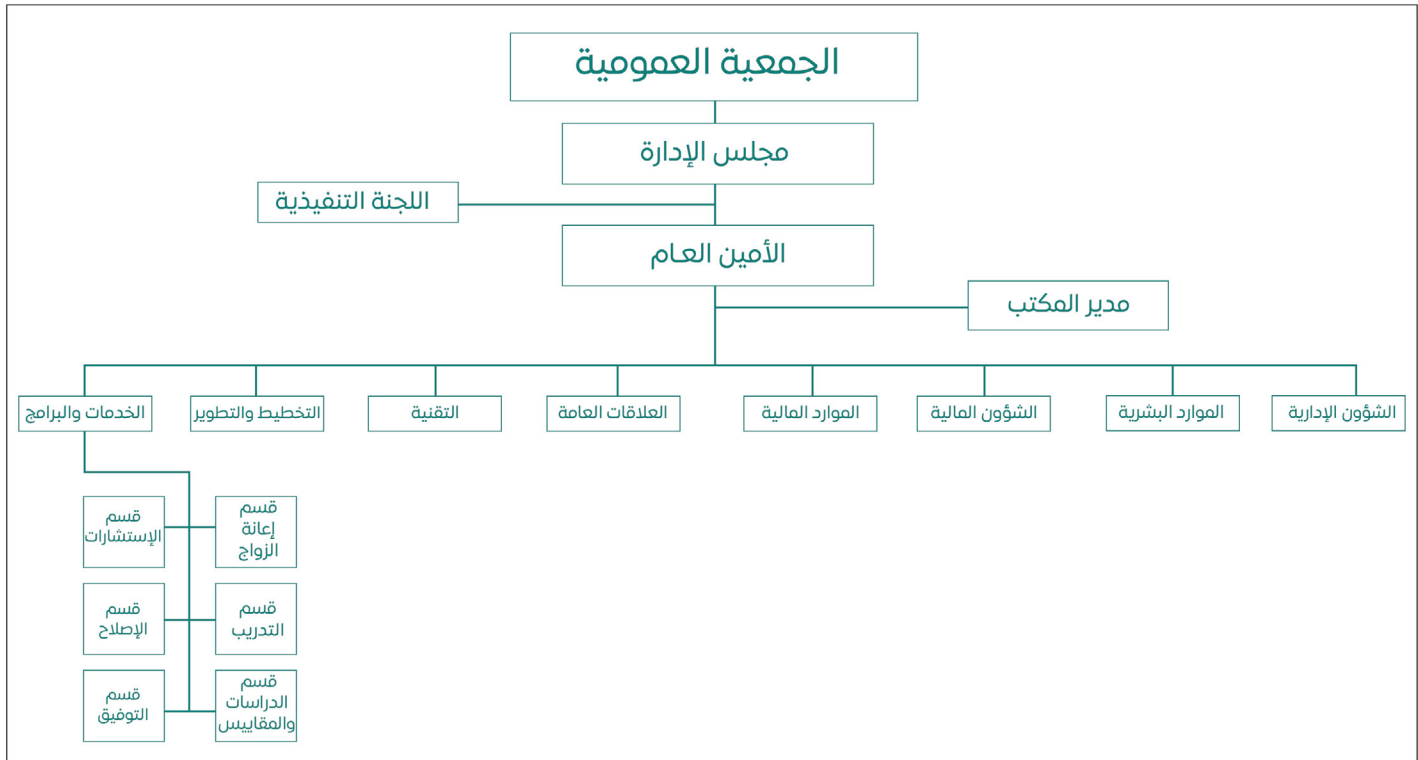 الجمعية العمومية
مجلس الإدارة
اللجنة التنفيذية
الأمين العام
مدير المكتب
الشؤون الإدارية
الموارد البشرية
الشؤون المالية
الموارد المالية
العلاقات العامة
التقنية
التخطيط والتطوير
الخدمات والبرامج
قسم
إعانة
الزواج
قسم
الإستشارات
قسم
التدريب
قسم
الإصلاح
قسم
الدراسات
والمقاييس
قسم
التوفيق